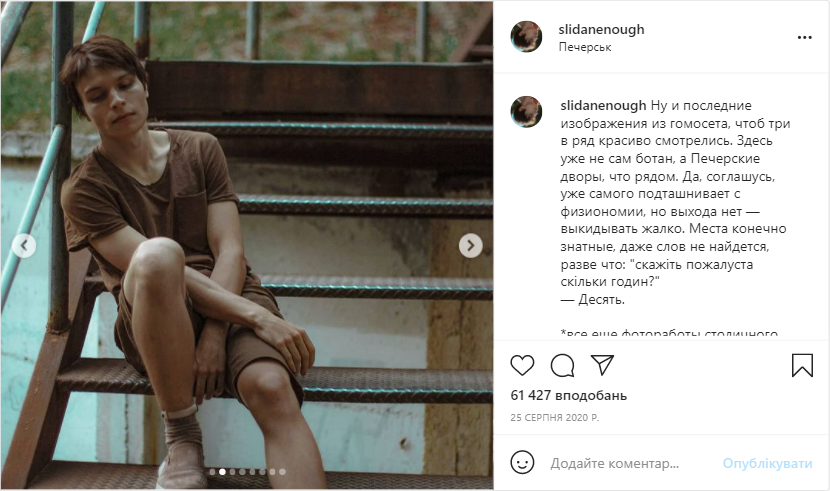 slidanenough
Печерськ
slidanenough Ну и последние
изображения из гомосета, чтоб три
в ряд красиво смотрелись. Здесь
уже не сам ботан, а Печерские
дворы, что рядом. Да, соглашусь,
уже самого подташнивает с
физиономии, но выхода нет —
выкидывать жалко. Места конечно
знатные, даже слов не найдется,
разве что: "скажіть пожалуста
скільки годин?"
— Десять.
*все еще фотоработы столичного
61 427 вподобань
25 СЕРПНЯ 2020 Р.
Додайте коментар...
Опублікувати